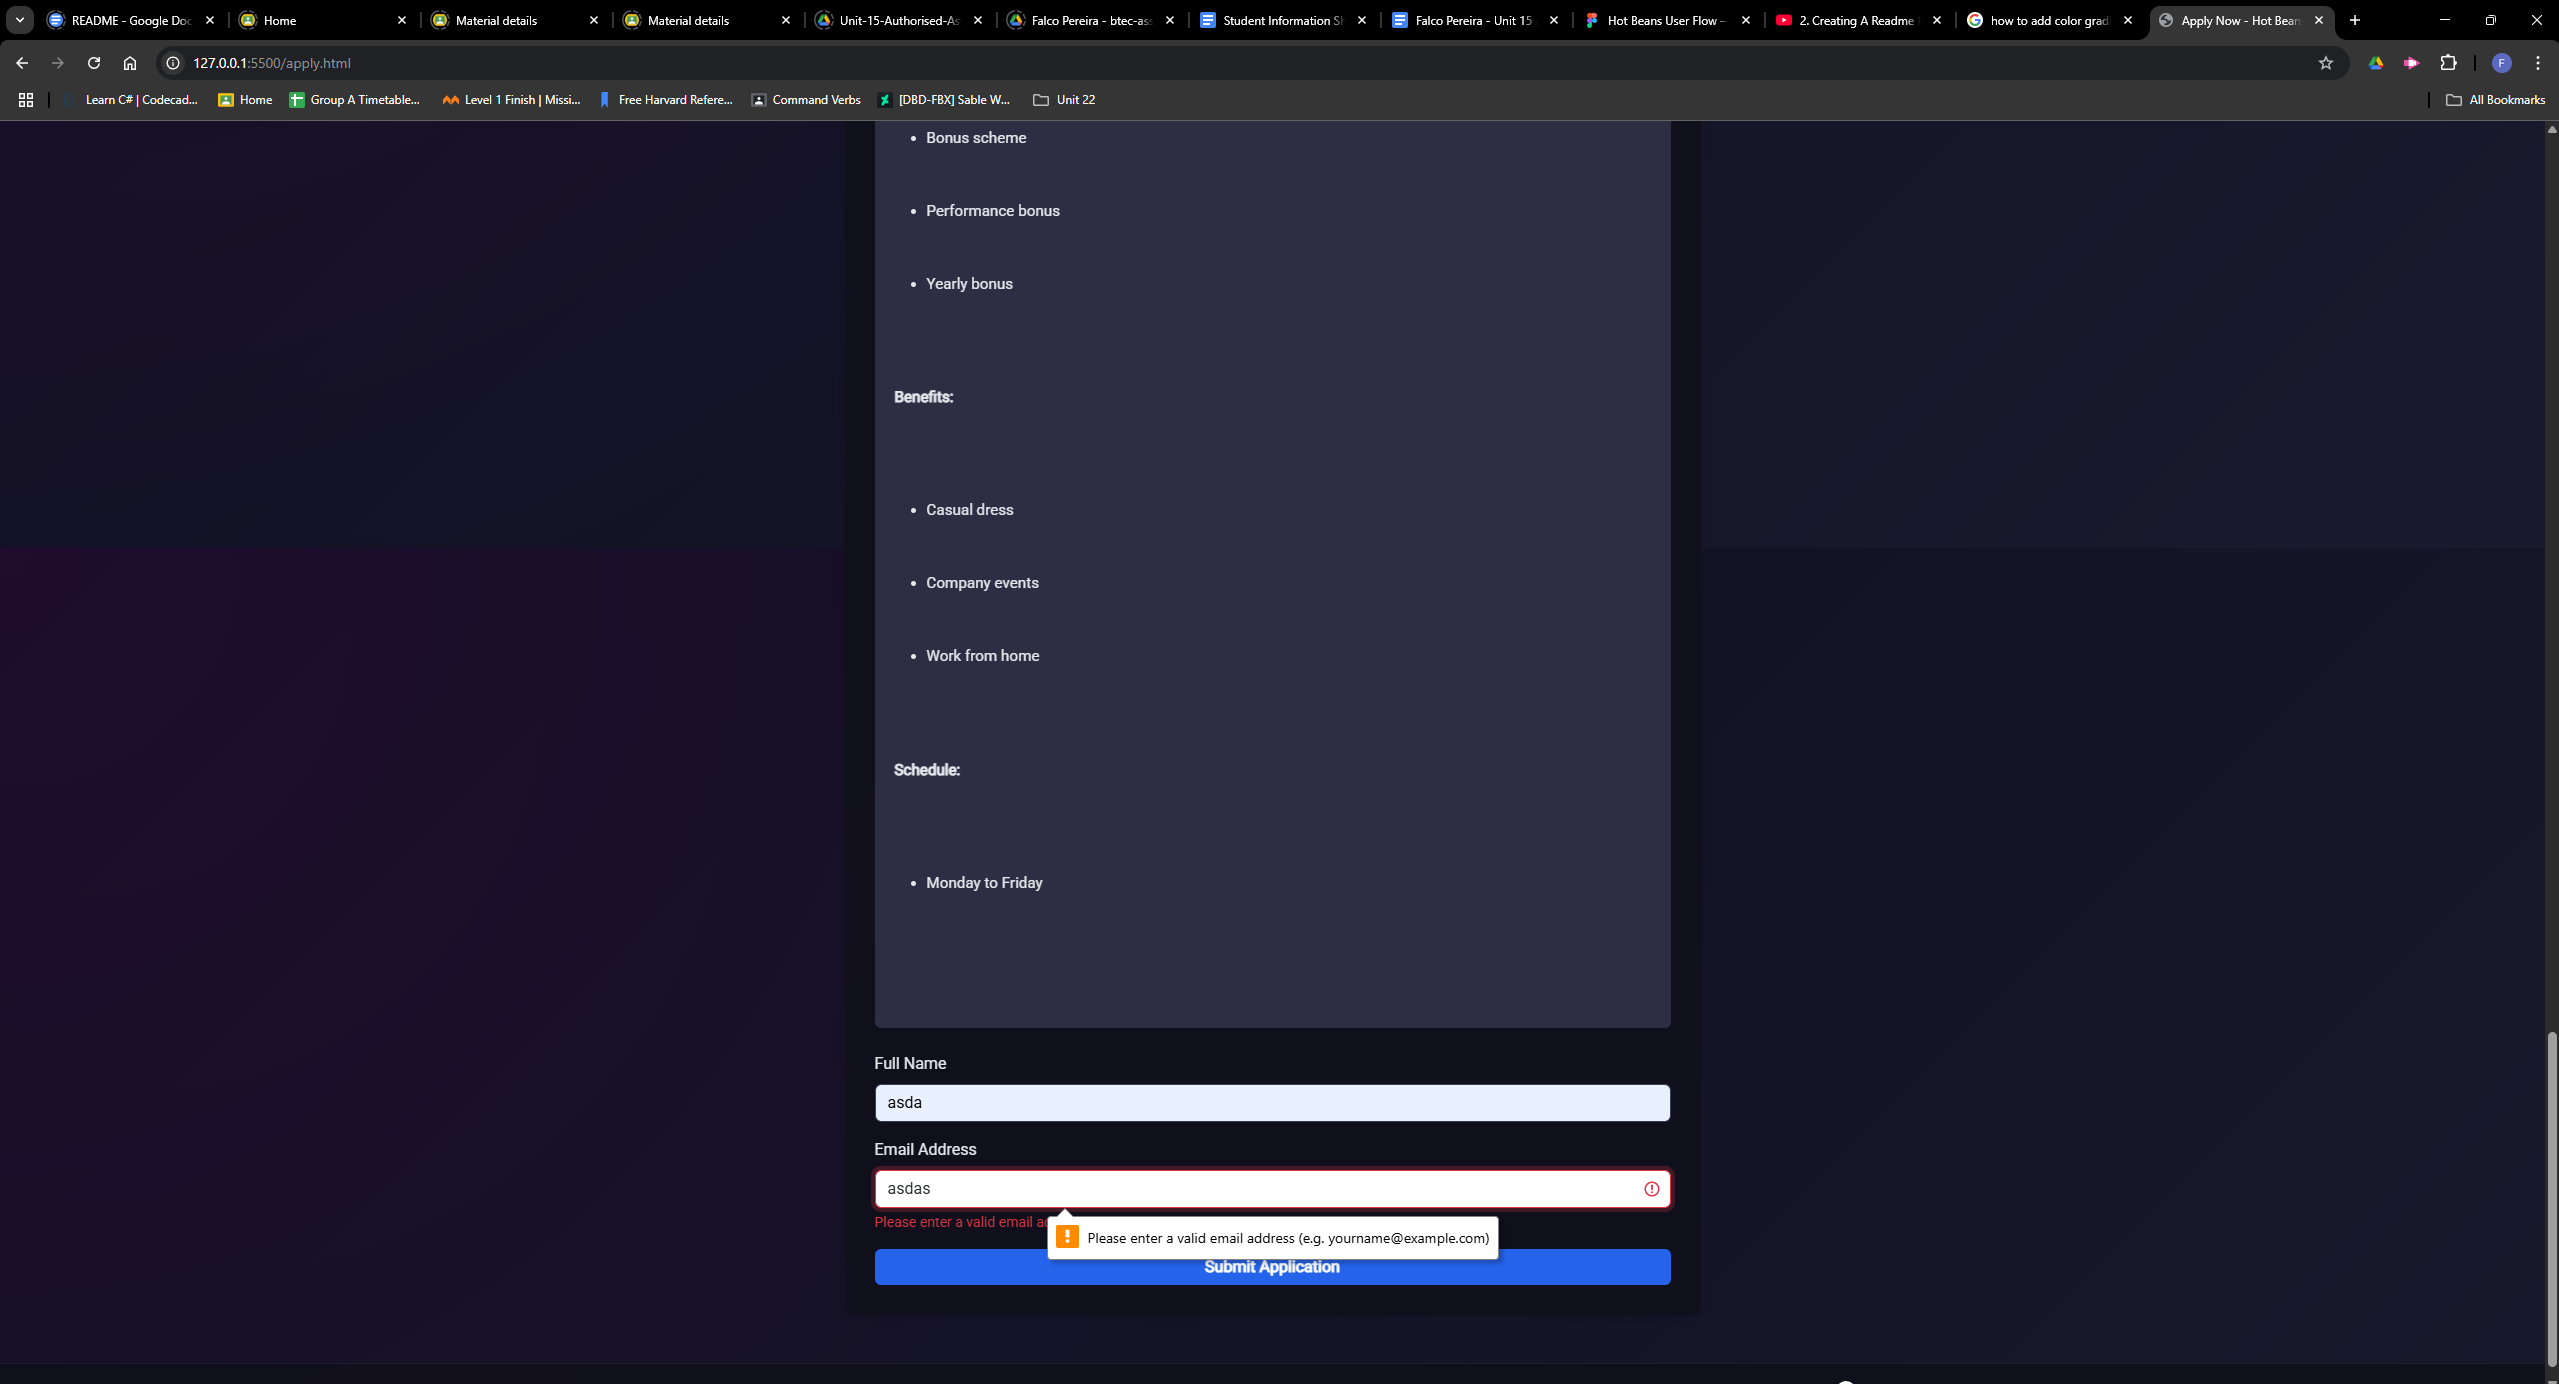 README - Google Doc
Home
Material details
Material details
Unit-15-Authorised-As
Falco Pereira - btec-ass
Student Information Sh
Falco Pereira - Unit 15
Hot Beans User Flow –
2. Creating A Readme
how to add color grad
Apply Now - Hot Bean
127.0.0.1:5500/apply.html
F
Learn C# | Codecad...
Home
Group A Timetable...
Level 1 Finish | Missi...
Free Harvard Refere...
Command Verbs
[DBD-FBX] Sable W...
Unit 22
All Bookmarks
• Bonus scheme
• Performance bonus
• Yearly bonus
Benefits:
• Casual dress
• Company events
• Work from home
Schedule:
• Monday to Friday
Full Name
asda
Email Address
asdas
Please enter a valid email ad
Please enter a valid email address (e.g. yourname@example.com)
Submit Application